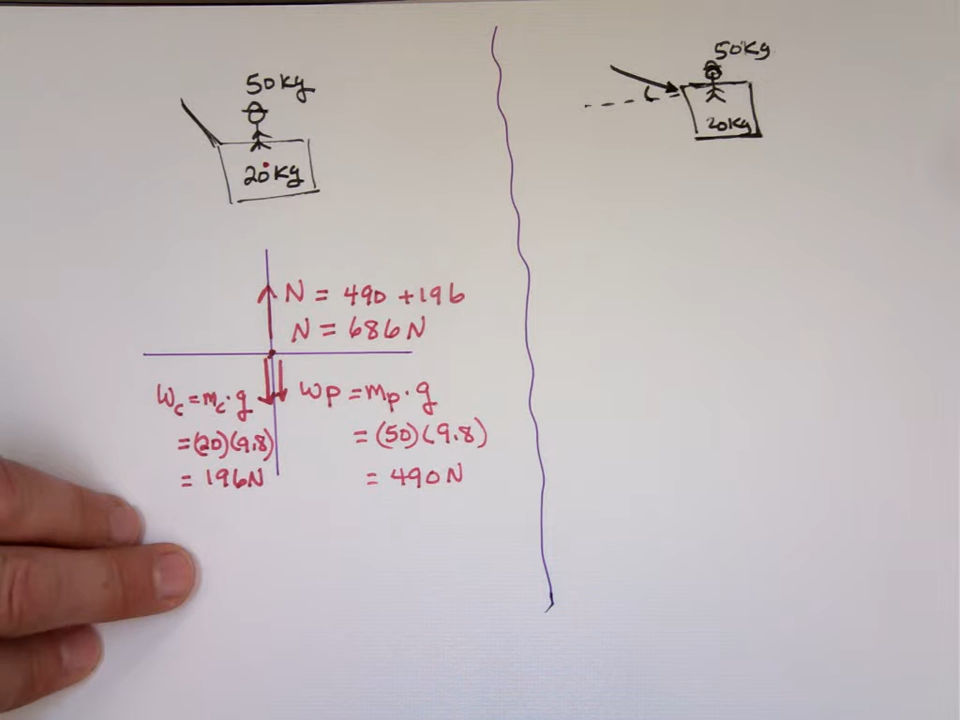 50Kg
20Kg
N = 490 + 196
N = 686N
Wc = mc · g
= (20)(9.8)
= 196N
Wp = mp · g
= (50)(9.8)
= 490N
50Kg
20Kg